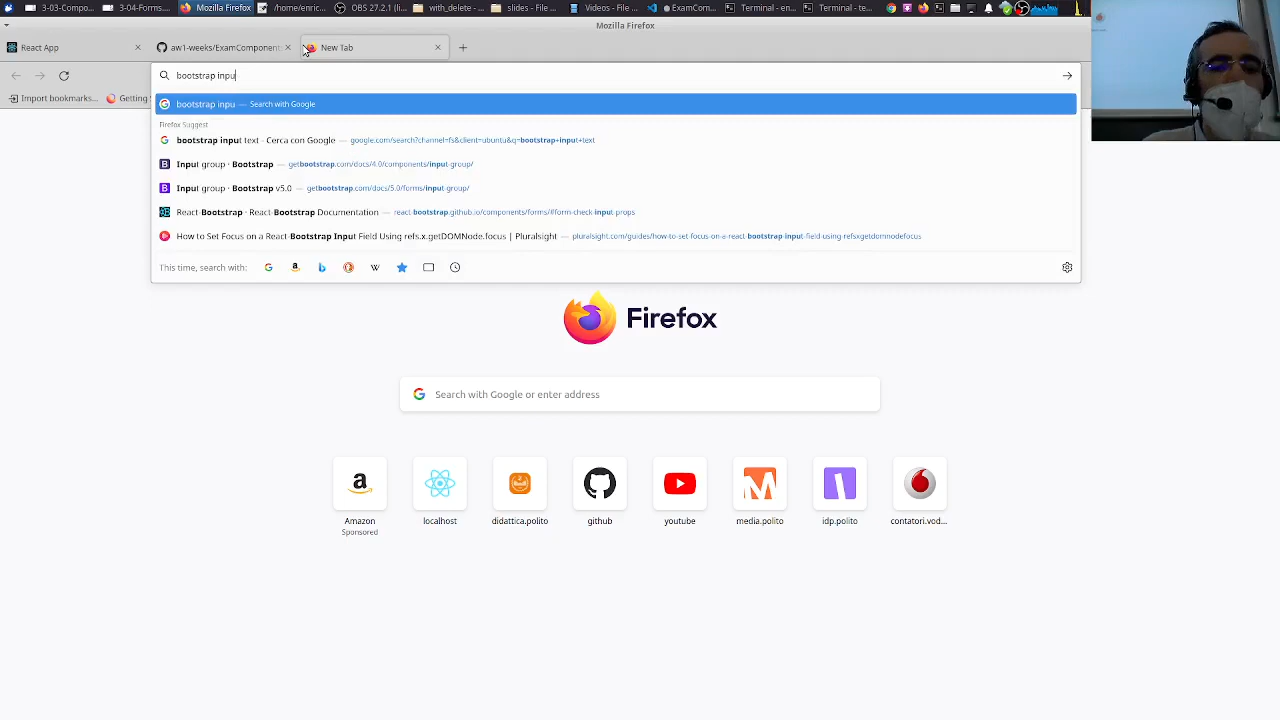 3-03-Compo...
3-04-Forms...
Mozilla Firefox
/home/enric...
OBS 27.2.1 (l...
with_delete - ...
slides - File ...
Videos - File ...
ExamCompo...
Terminal - en...
Terminal - te...
Mozilla Firefox
React App
aw1-weeks/ExamComponent
New Tab
bootstrap inpu
Import bookmarks...
Getting
bootstrap inpu — Search with Google
Firefox Suggest
bootstrap input text - Cerca con Google — google.com/search?channel=fs&client=ubuntu&q=bootstrap+input+text
Input group · Bootstrap — getbootstrap.com/docs/4.0/components/input-group/
Input group · Bootstrap v5.0 — getbootstrap.com/docs/5.0/forms/input-group/
React-Bootstrap · React-Bootstrap Documentation — react-bootstrap.github.io/components/forms/#form-check-input-props
How to Set Focus on a React-Bootstrap Input Field Using refs.x.getDOMNode.focus | Pluralsight — pluralsight.com/guides/how-to-set-focus-on-a-react-bootstrap-input-field-using-refsxgetdomnodefocus
This time, search with:
Firefox
Search with Google or enter address
Amazon
Sponsored
localhost
didattica.polito
github
youtube
media.polito
idp.polito
contatori.vod...